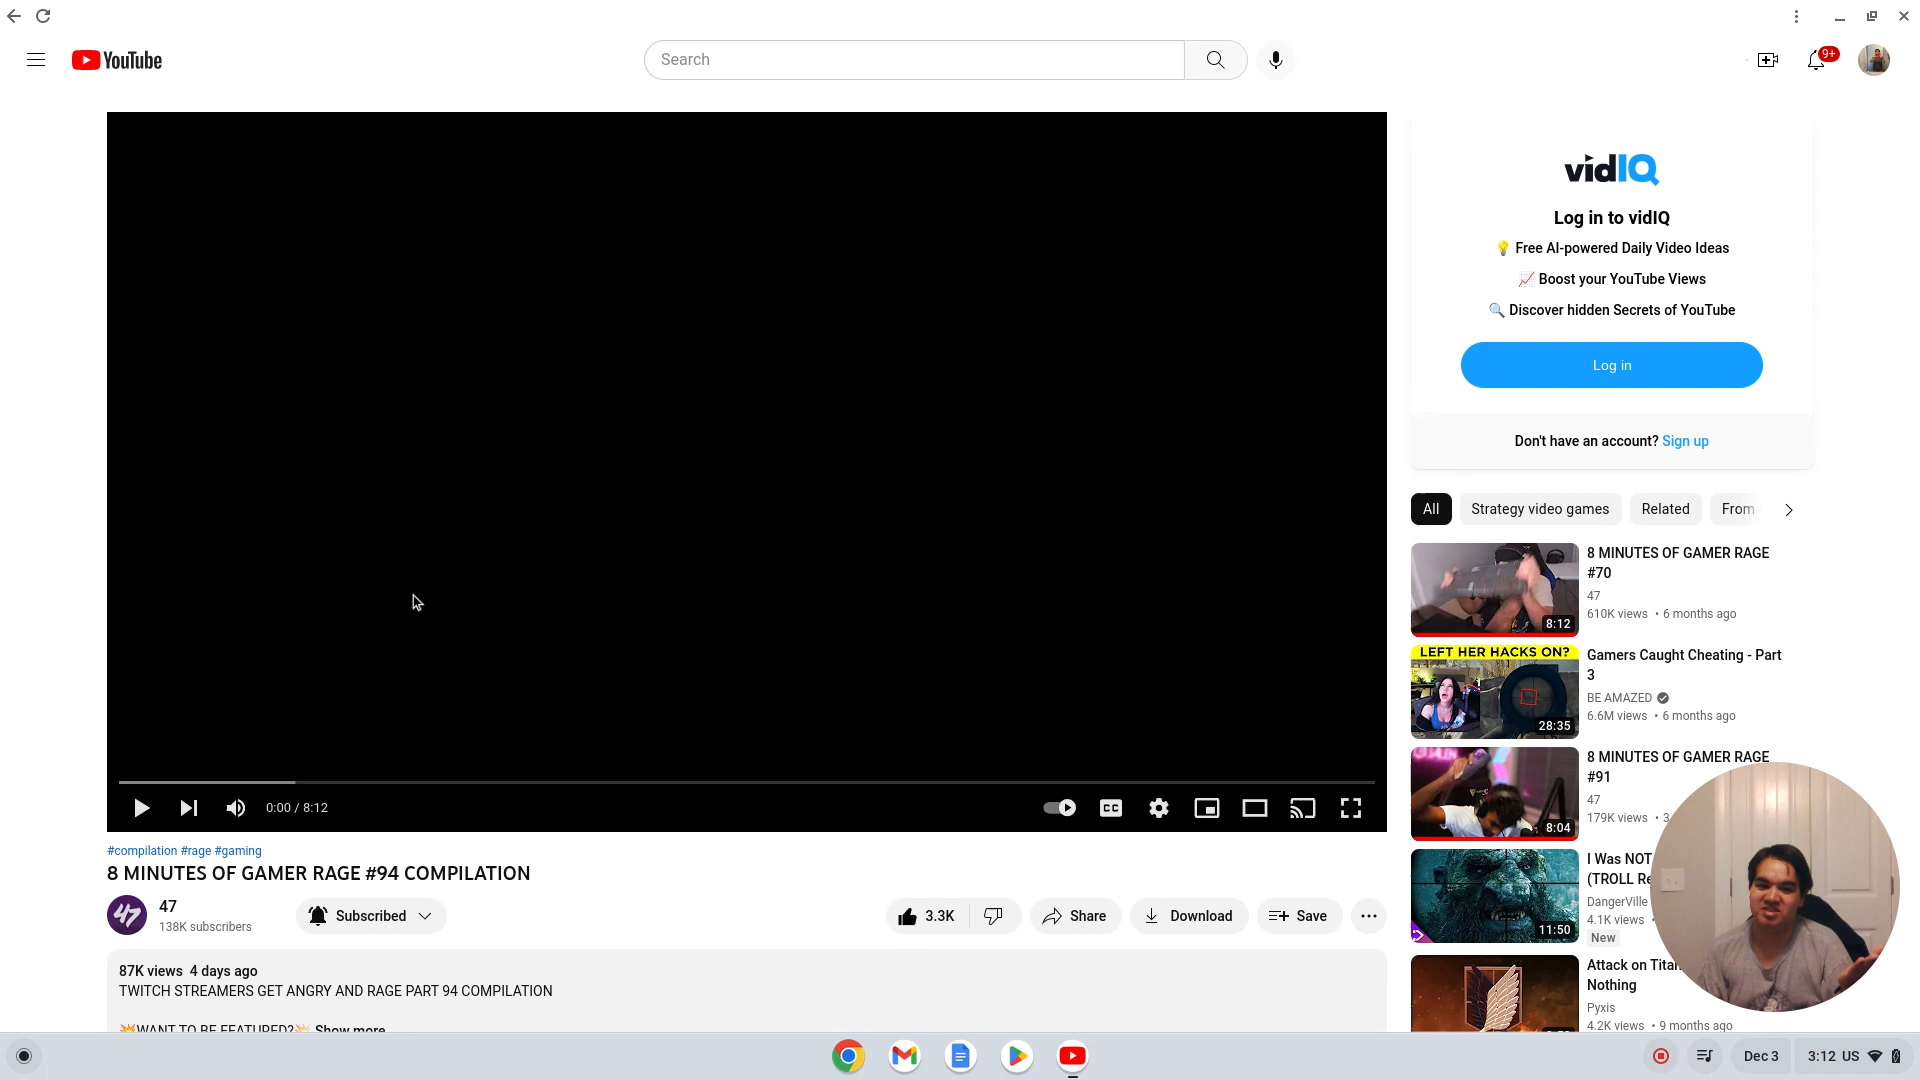 YouTube
Search
9+
vidIQ
Log in to vidIQ
💡 Free AI-powered Daily Video Ideas
📈 Boost your YouTube Views
🔍 Discover hidden Secrets of YouTube
Log in
Don't have an account? Sign up
0:00 / 8:12
CC
#compilation #rage #gaming
8 MINUTES OF GAMER RAGE #94 COMPILATION
47
47
138K subscribers
Subscribed
3.3K
Share
Download
Save
87K views 4 days ago
TWITCH STREAMERS GET ANGRY AND RAGE PART 94 COMPILATION
💥WANT TO BE FEATURED?💥 Show more
All
Strategy video games
Related
From
8 MINUTES OF GAMER RAGE
#70
47
610K views • 6 months ago
8:12
LEFT HER HACKS ON?
28:35
Gamers Caught Cheating - Part
3
BE AMAZED
6.6M views • 6 months ago
8 MINUTES OF GAMER RAGE
#91
47
179K views • 3
8:04
I Was NOT
(TROLL
DangerVille
4.1K views •
New
11:50
Attack on Titan
Nothing
Pyxis
4.2K views • 9 months ago
Dec 3
3:12 US